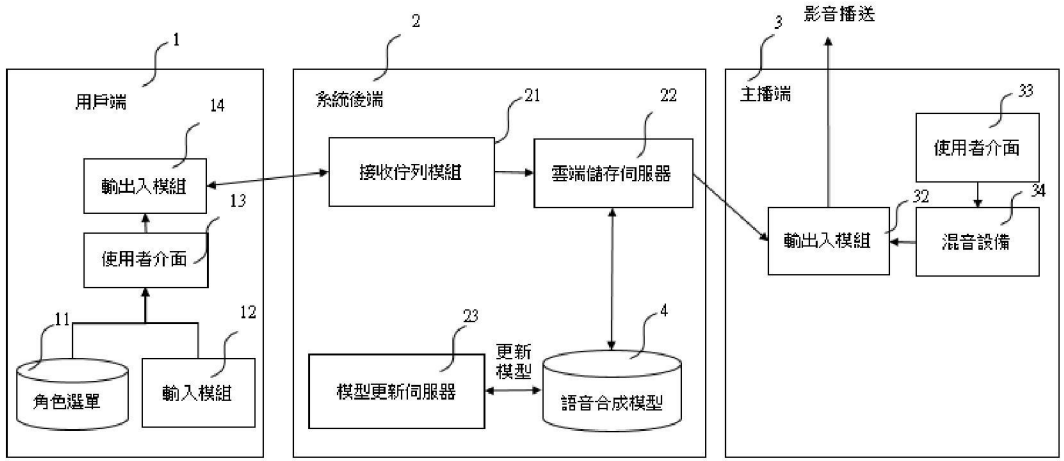 影音播送
1
2
3
用戶端
系統後端
主播端
14
21
22
33
輸出入模組
接收佇列模組
雲端儲存伺服器
使用者介面
13
32
34
使用者介面
輸出入模組
混音設備
11
12
23
4
更新
模型
角色選單
輸入模組
模型更新伺服器
語音合成模型